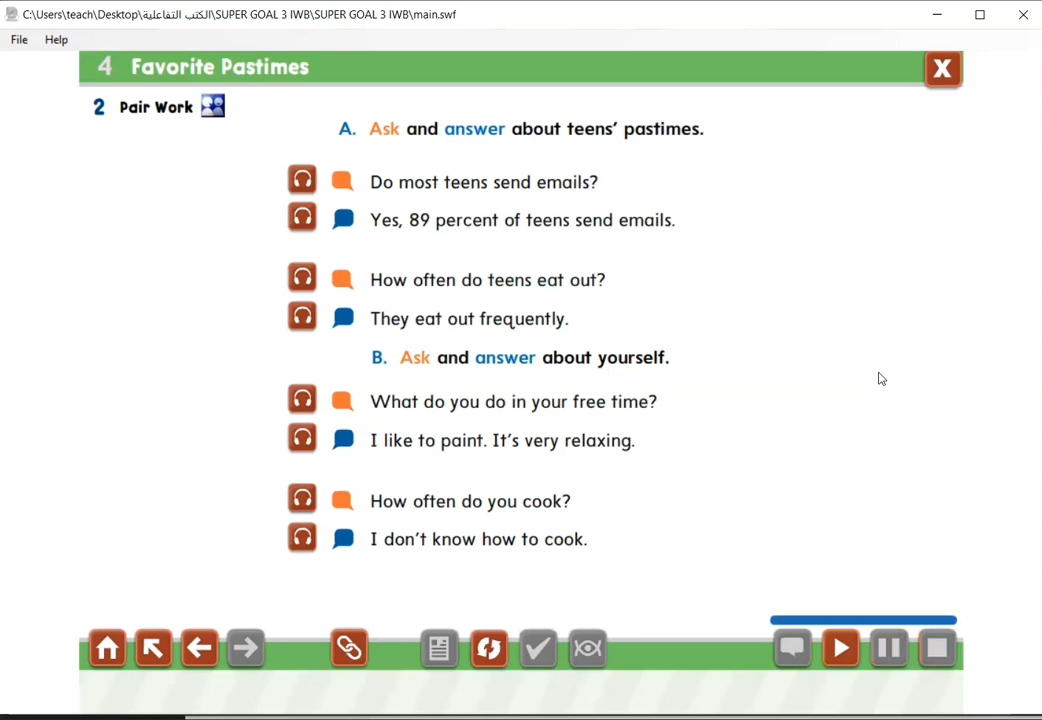 C:\Users\teach\Desktop\الكتب التفاعلية\SUPER GOAL 3 IWB\SUPER GOAL 3 IWB\main.swf
File Help
4 Favorite Pastimes
X
2 Pair Work
A. Ask and answer about teens' pastimes.
Do most teens send emails?
Yes, 89 percent of teens send emails.
How often do teens eat out?
They eat out frequently.
B. Ask and answer about yourself.
What do you do in your free time?
I like to paint. It's very relaxing.
How often do you cook?
I don't know how to cook.